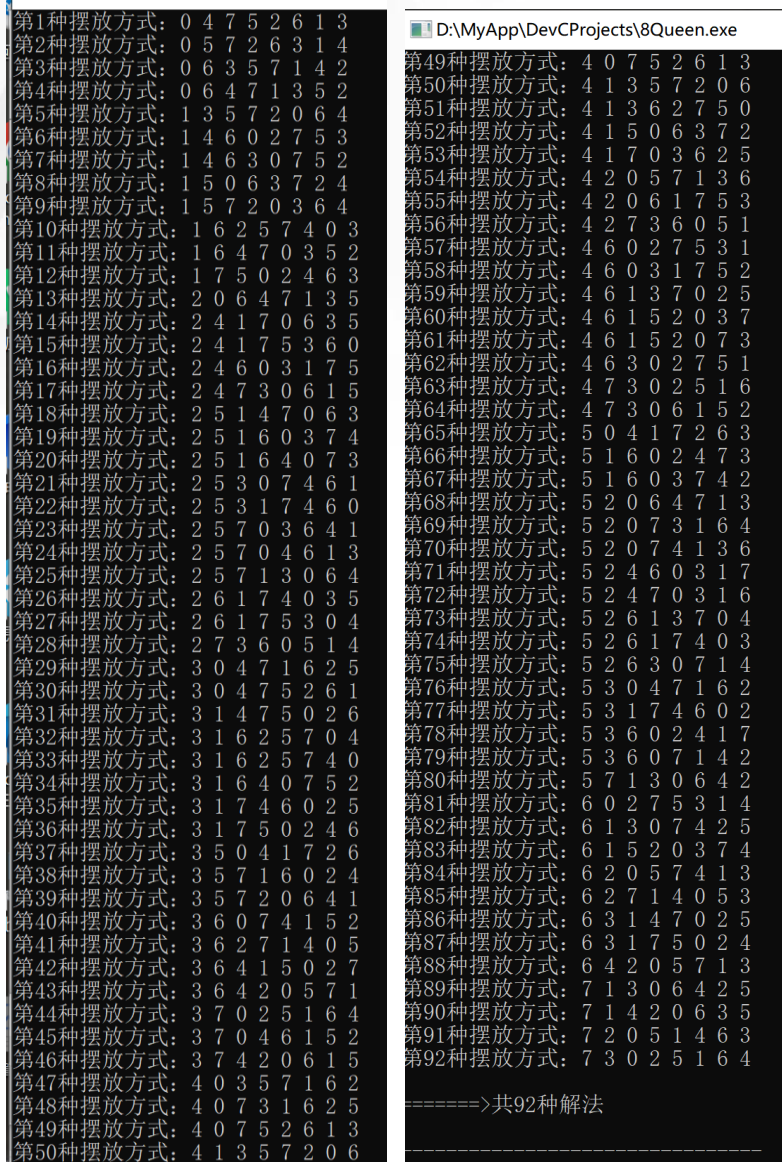 第1种摆放方式：0 4 7 5 2 6 1 3
第2种摆放方式：0 5 7 2 6 3 1 4
第3种摆放方式：0 6 3 5 7 1 4 2
第4种摆放方式：0 6 4 7 1 3 5 2
第5种摆放方式：1 3 5 7 2 0 6 4
第6种摆放方式：1 4 6 0 2 7 5 3
第7种摆放方式：1 4 6 3 0 7 5 2
第8种摆放方式：1 5 0 6 3 7 2 4
第9种摆放方式：1 5 7 2 0 3 6 4
第10种摆放方式：1 6 2 5 7 4 0 3
第11种摆放方式：1 6 4 7 0 3 5 2
第12种摆放方式：1 7 5 0 2 4 6 3
第13种摆放方式：2 0 6 4 7 1 3 5
第14种摆放方式：2 4 1 7 0 6 3 5
第15种摆放方式：2 4 1 7 5 3 6 0
第16种摆放方式：2 4 6 0 3 1 7 5
第17种摆放方式：2 4 7 3 0 6 1 5
第18种摆放方式：2 5 1 4 7 0 6 3
第19种摆放方式：2 5 1 6 0 3 7 4
第20种摆放方式：2 5 1 6 4 0 7 3
第21种摆放方式：2 5 3 0 7 4 6 1
第22种摆放方式：2 5 3 1 7 4 6 0
第23种摆放方式：2 5 7 0 3 6 4 1
第24种摆放方式：2 5 7 0 4 6 1 3
第25种摆放方式：2 5 7 1 3 0 6 4
第26种摆放方式：2 6 1 7 4 0 3 5
第27种摆放方式：2 6 1 7 5 3 0 4
第28种摆放方式：2 7 3 6 0 5 1 4
第29种摆放方式：3 0 4 7 1 6 2 5
第30种摆放方式：3 0 4 7 5 2 6 1
第31种摆放方式：3 1 4 7 5 0 2 6
第32种摆放方式：3 1 6 2 5 7 0 4
第33种摆放方式：3 1 6 2 5 7 4 0
第34种摆放方式：3 1 6 4 0 7 5 2
第35种摆放方式：3 1 7 4 6 0 2 5
第36种摆放方式：3 1 7 5 0 2 4 6
第37种摆放方式：3 5 0 4 1 7 2 6
第38种摆放方式：3 5 7 1 6 0 2 4
第39种摆放方式：3 5 7 2 0 6 4 1
第40种摆放方式：3 6 0 7 4 1 5 2
第41种摆放方式：3 6 2 7 1 4 0 5
第42种摆放方式：3 6 4 1 5 0 2 7
第43种摆放方式：3 6 4 2 0 5 7 1
第44种摆放方式：3 7 0 2 5 1 6 4
第45种摆放方式：3 7 0 4 6 1 5 2
第46种摆放方式：3 7 4 2 0 6 1 5
第47种摆放方式：4 0 3 5 7 1 6 2
第48种摆放方式：4 0 7 3 1 6 2 5
第49种摆放方式：4 0 7 5 2 6 1 3
第50种摆放方式：4 1 3 5 7 2 0 6
D:\MyApp\DevCProjects\8Queen.exe
第49种摆放方式：4 0 7 5 2 6 1 3
第50种摆放方式：4 1 3 5 7 2 0 6
第51种摆放方式：4 1 3 6 2 7 5 0
第52种摆放方式：4 1 5 0 6 3 7 2
第53种摆放方式：4 1 7 0 3 6 2 5
第54种摆放方式：4 2 0 5 7 1 3 6
第55种摆放方式：4 2 0 6 1 7 5 3
第56种摆放方式：4 2 7 3 6 0 5 1
第57种摆放方式：4 6 0 2 7 5 3 1
第58种摆放方式：4 6 0 3 1 7 5 2
第59种摆放方式：4 6 1 3 7 0 2 5
第60种摆放方式：4 6 1 5 2 0 3 7
第61种摆放方式：4 6 1 5 2 0 7 3
第62种摆放方式：4 6 3 0 2 7 5 1
第63种摆放方式：4 7 3 0 2 5 1 6
第64种摆放方式：4 7 3 0 6 1 5 2
第65种摆放方式：5 0 4 1 7 2 6 3
第66种摆放方式：5 1 6 0 2 4 7 3
第67种摆放方式：5 1 6 0 3 7 4 2
第68种摆放方式：5 2 0 6 4 7 1 3
第69种摆放方式：5 2 0 7 3 1 6 4
第70种摆放方式：5 2 0 7 4 1 3 6
第71种摆放方式：5 2 4 6 0 3 1 7
第72种摆放方式：5 2 4 7 0 3 1 6
第73种摆放方式：5 2 6 1 3 7 0 4
第74种摆放方式：5 2 6 1 7 4 0 3
第75种摆放方式：5 2 6 3 0 7 1 4
第76种摆放方式：5 3 0 4 7 1 6 2
第77种摆放方式：5 3 1 7 4 6 0 2
第78种摆放方式：5 3 6 0 2 4 1 7
第79种摆放方式：5 3 6 0 7 1 4 2
第80种摆放方式：5 7 1 3 0 6 4 2
第81种摆放方式：6 0 2 7 5 3 1 4
第82种摆放方式：6 1 3 0 7 4 2 5
第83种摆放方式：6 1 5 2 0 3 7 4
第84种摆放方式：6 2 0 5 7 4 1 3
第85种摆放方式：6 2 7 1 4 0 5 3
第86种摆放方式：6 3 1 4 7 0 2 5
第87种摆放方式：6 3 1 7 5 0 2 4
第88种摆放方式：6 4 2 0 5 7 1 3
第89种摆放方式：7 1 3 0 6 4 2 5
第90种摆放方式：7 1 4 2 0 6 3 5
第91种摆放方式：7 2 0 5 1 4 6 3
第92种摆放方式：7 3 0 2 5 1 6 4
=======>共92种解法
--------------------------------